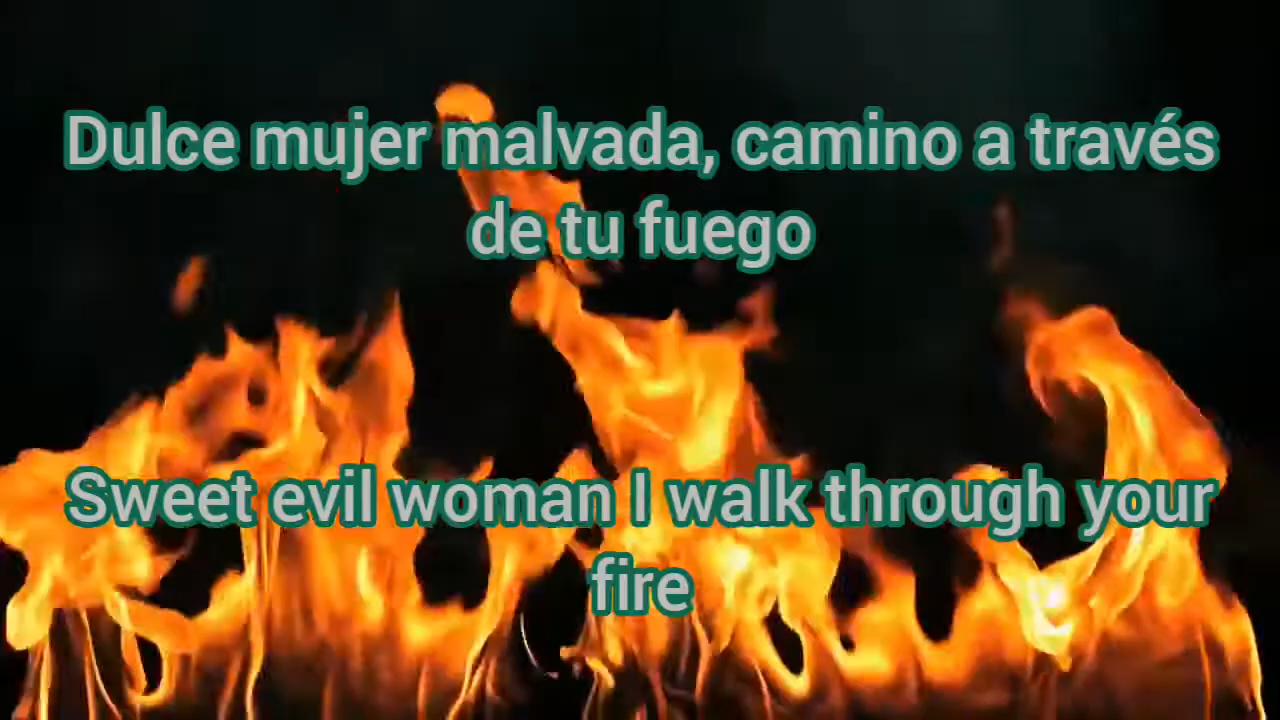 Dulce mujer malvada, camino a través
de tu fuego
Sweet evil woman I walk through your
fire